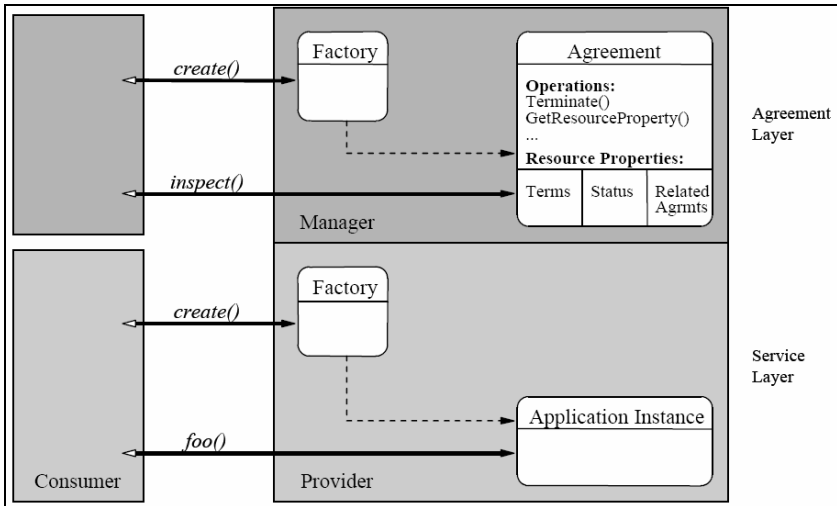 Factory
Agreement
create()
Operations:
Terminate()
GetResourceProperty()
...
Resource Properties:
Agreement
Layer
inspect()
Terms
Status
Related
Agrmts
Manager
Factory
create()
Service
Layer
Application Instance
foo()
Consumer
Provider